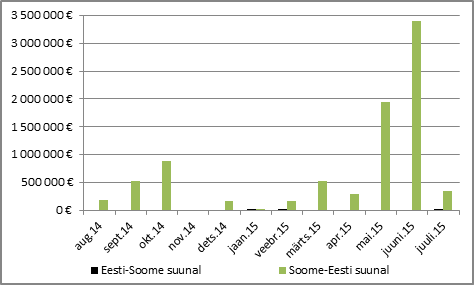 3 500 000 €
3 000 000 €
2 500 000 €
2 000 000 €
1 500 000 €
1 000 000 €
500 000 €
0 €
aug.14 sept.14 okt.14 nov.14 dets.14 jaan.15 veebr.15 märts.15 apr.15 mai.15 juuni.15 juuli.15
Eesti-Soome suunal Soome-Eesti suunal